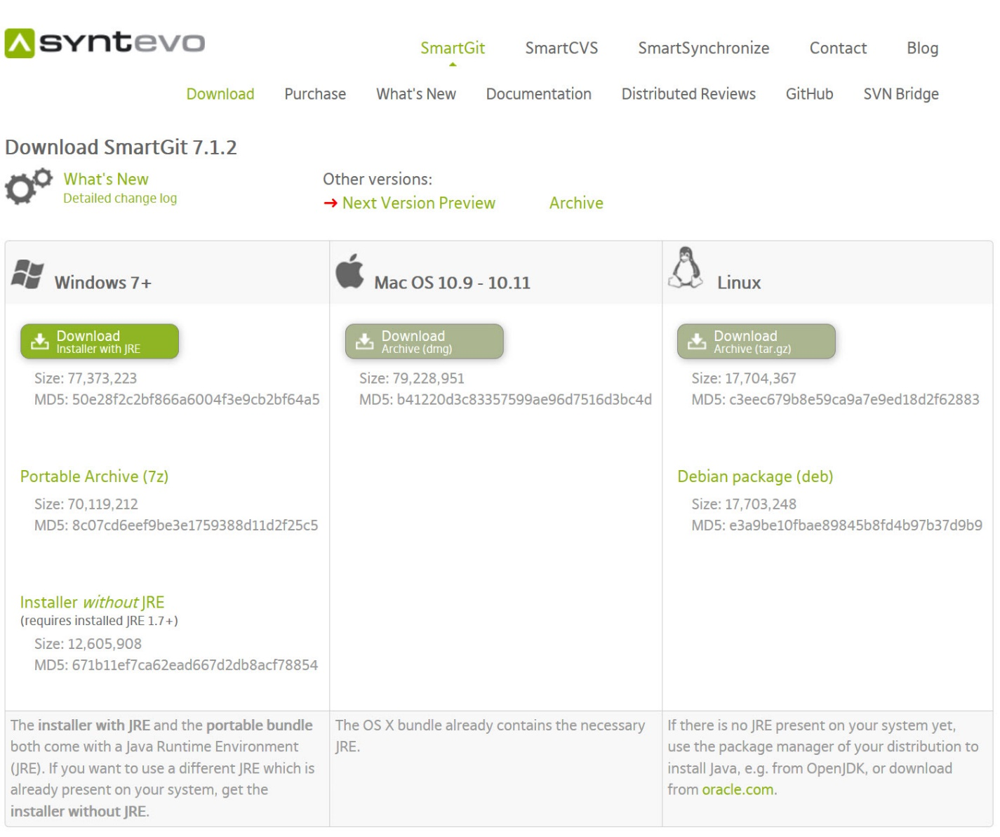 syntevo
SmartGit SmartCVS SmartSynchronize Contact Blog
Download Purchase What's New Documentation Distributed Reviews GitHub SVN Bridge
Download SmartGit 7.1.2
What's New
Detailed change log
Other versions:
→ Next Version Preview Archive
Windows 7+
Download
Installer with JRE
Size: 77,373,223
MD5: 50e28f2c2bf866a6004f3e9cb2bf64a5
Portable Archive (7z)
Size: 70,119,212
MD5: 8c07cd6eef9be3e1759388d11d2f25c5
Installer without JRE
(requires installed JRE 1.7+)
Size: 12,605,908
MD5: 671b11ef7ca62ead667d2db8acf78854
The installer with JRE and the portable bundle
both come with a Java Runtime Environment
(JRE). If you want to use a different JRE which is
already present on your system, get the
installer without JRE.
Mac OS 10.9 - 10.11
Download
Archive (dmg)
Size: 79,228,951
MD5: b41220d3c83357599ae96d7516d3bc4d
The OS X bundle already contains the necessary
JRE.
Linux
Download
Archive (tar.gz)
Size: 17,704,367
MD5: c3eec679b8e59ca9a7e9ed18d2f62883
Debian package (deb)
Size: 17,703,248
MD5: e3a9be10fbae89845b8fd4b97b37d9b9
If there is no JRE present on your system yet,
use the package manager of your distribution to
install Java, e.g. from OpenJDK, or download
from oracle.com.